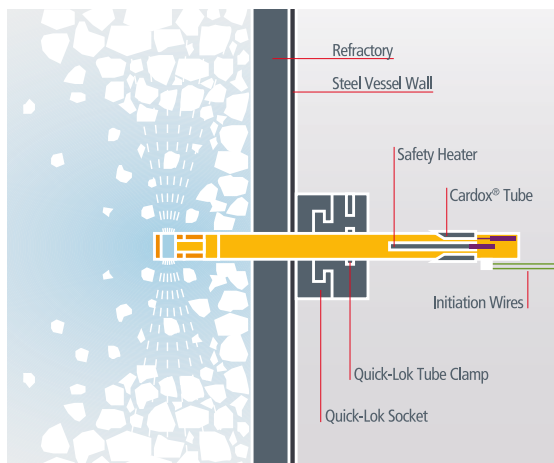 Refractory
Steel Vessel Wall
Safety Heater
Cardox® Tube
Initiation Wires
Quick-Lok Tube Clamp
Quick-Lok Socket